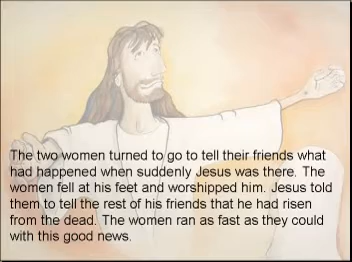 The two women turned to go to tell their friends what
had happened when suddenly Jesus was there. The
women fell at his feet and worshipped him. Jesus told
them to tell the rest of his friends that he had risen
from the dead. The women ran as fast as they could
with this good news.